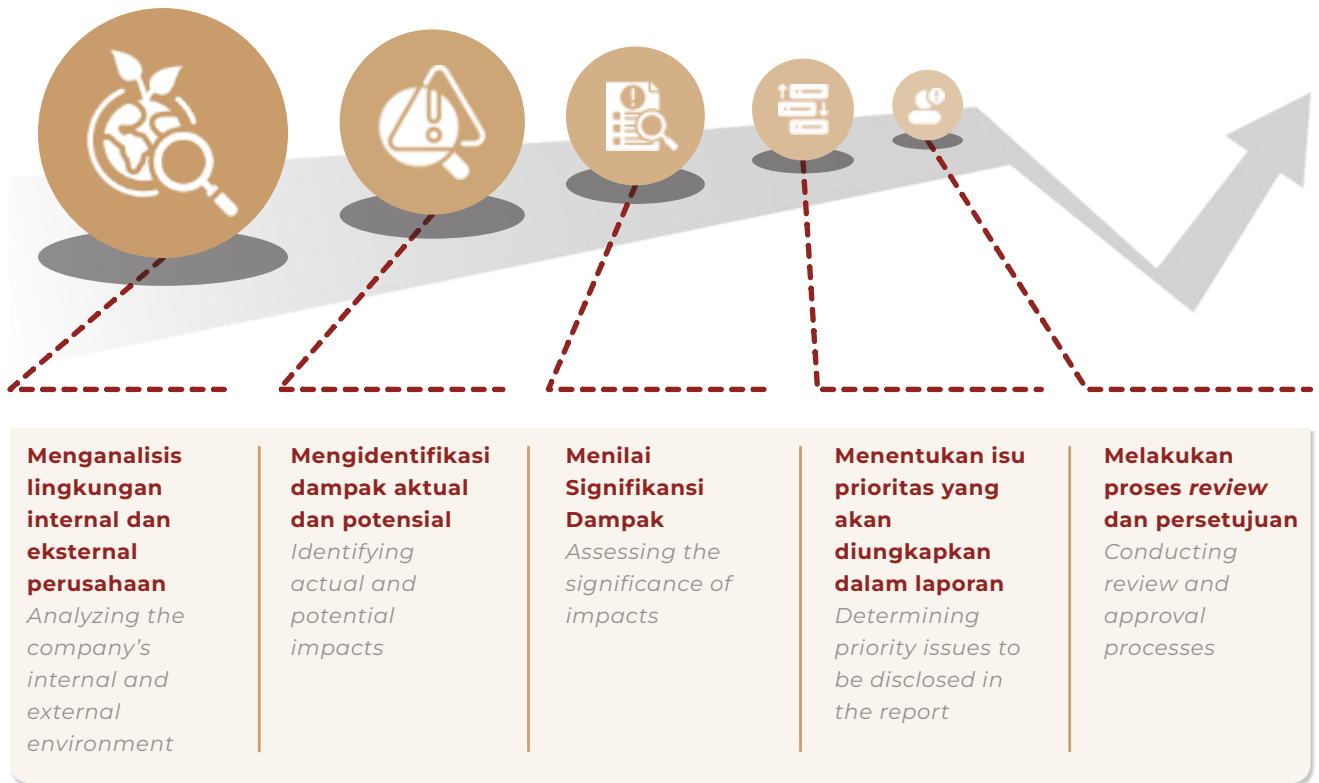 Menganalisis
lingkungan
internal dan
eksternal
perusahaan
Analyzing the
company's
internal and
external
environment
Mengidentifikasi
dampak aktual
dan potensial
Identifying
actual and
potential
impacts
Menilai
Signifikansi
Dampak
Assessing the
significance of
impacts
Menentukan isu
prioritas yang
akan
diungkapkan
dalam laporan
Determining
priority issues to
be disclosed in
the report
Melakukan
proses review
dan persetujuan
Conducting
review and
approval
processes